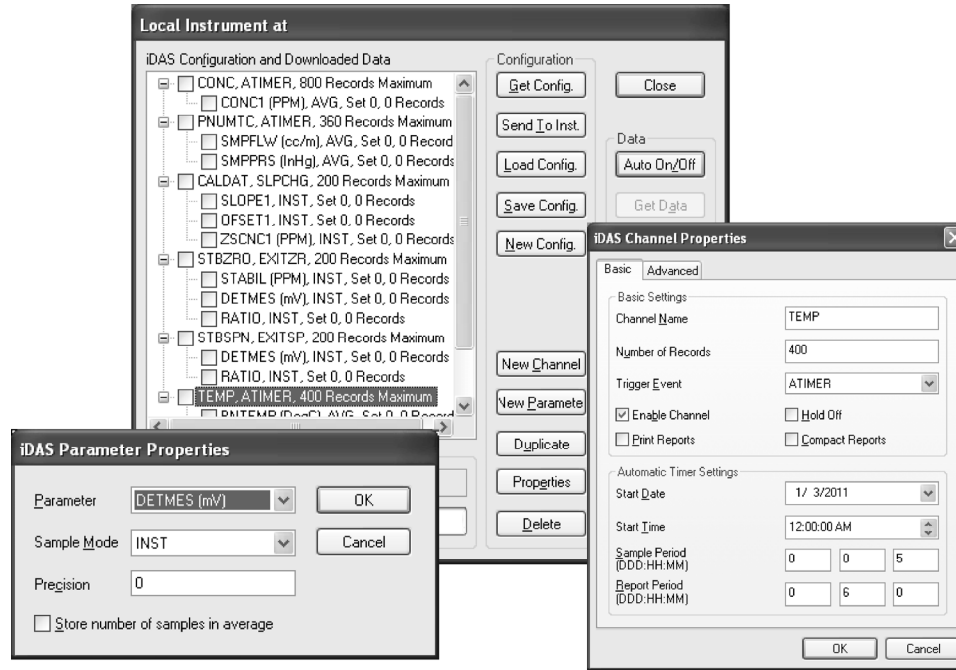 Local Instrument at
iDAS Configuration and Downloaded Data
CONC, ATIMER, 800 Records Maximum
CONC1 (PPM), AVG, Set 0, 0 Records
PNUMTC, ATIMER, 360 Records Maximum
SMPFLW (cc/m), AVG, Set 0, 0 Record
SMPPRS (InHg), AVG, Set 0, 0 Records
CALDAT, SLPCHG, 200 Records Maximum
SLOPE1, INST, Set 0, 0 Records
OFSET1, INST, Set 0, 0 Records
ZSCNC1 (PPM), INST, Set 0, 0 Records
STBZRO, EXITZR, 200 Records Maximum
STABIL (PPM), INST, Set 0, 0 Records
DETMES (mV), INST, Set 0, 0 Records
RATIO, INST, Set 0, 0 Records
STBSPN, EXITSP, 200 Records Maximum
DETMES (mV), INST, Set 0, 0 Records
RATIO, INST, Set 0, 0 Records
TEMP, ATIMER, 400 Records Maximum
Configuration
Get Config.
Send To Inst.
Load Config.
Save Config.
New Config.
New Channel
New Paramete
Duplicate
Properties
Delete
Close
Data
Auto On/Off
Get Data
iDAS Parameter Properties
Parameter DETMES (mV) OK
Sample Mode INST Cancel
Precision 0
Store number of samples in average
iDAS Channel Properties
Basic Advanced
Basic Settings
Channel Name TEMP
Number of Records 400
Trigger Event ATIMER
Enable Channel Hold Off
Print Reports Compact Reports
Automatic Timer Settings
Start Date 1/ 3/2011
Start Time 12:00:00 AM
Sample Period
(DDD:HH:MM) 0 0 5
Report Period
(DDD:HH:MM) 0 6 0
OK Cancel